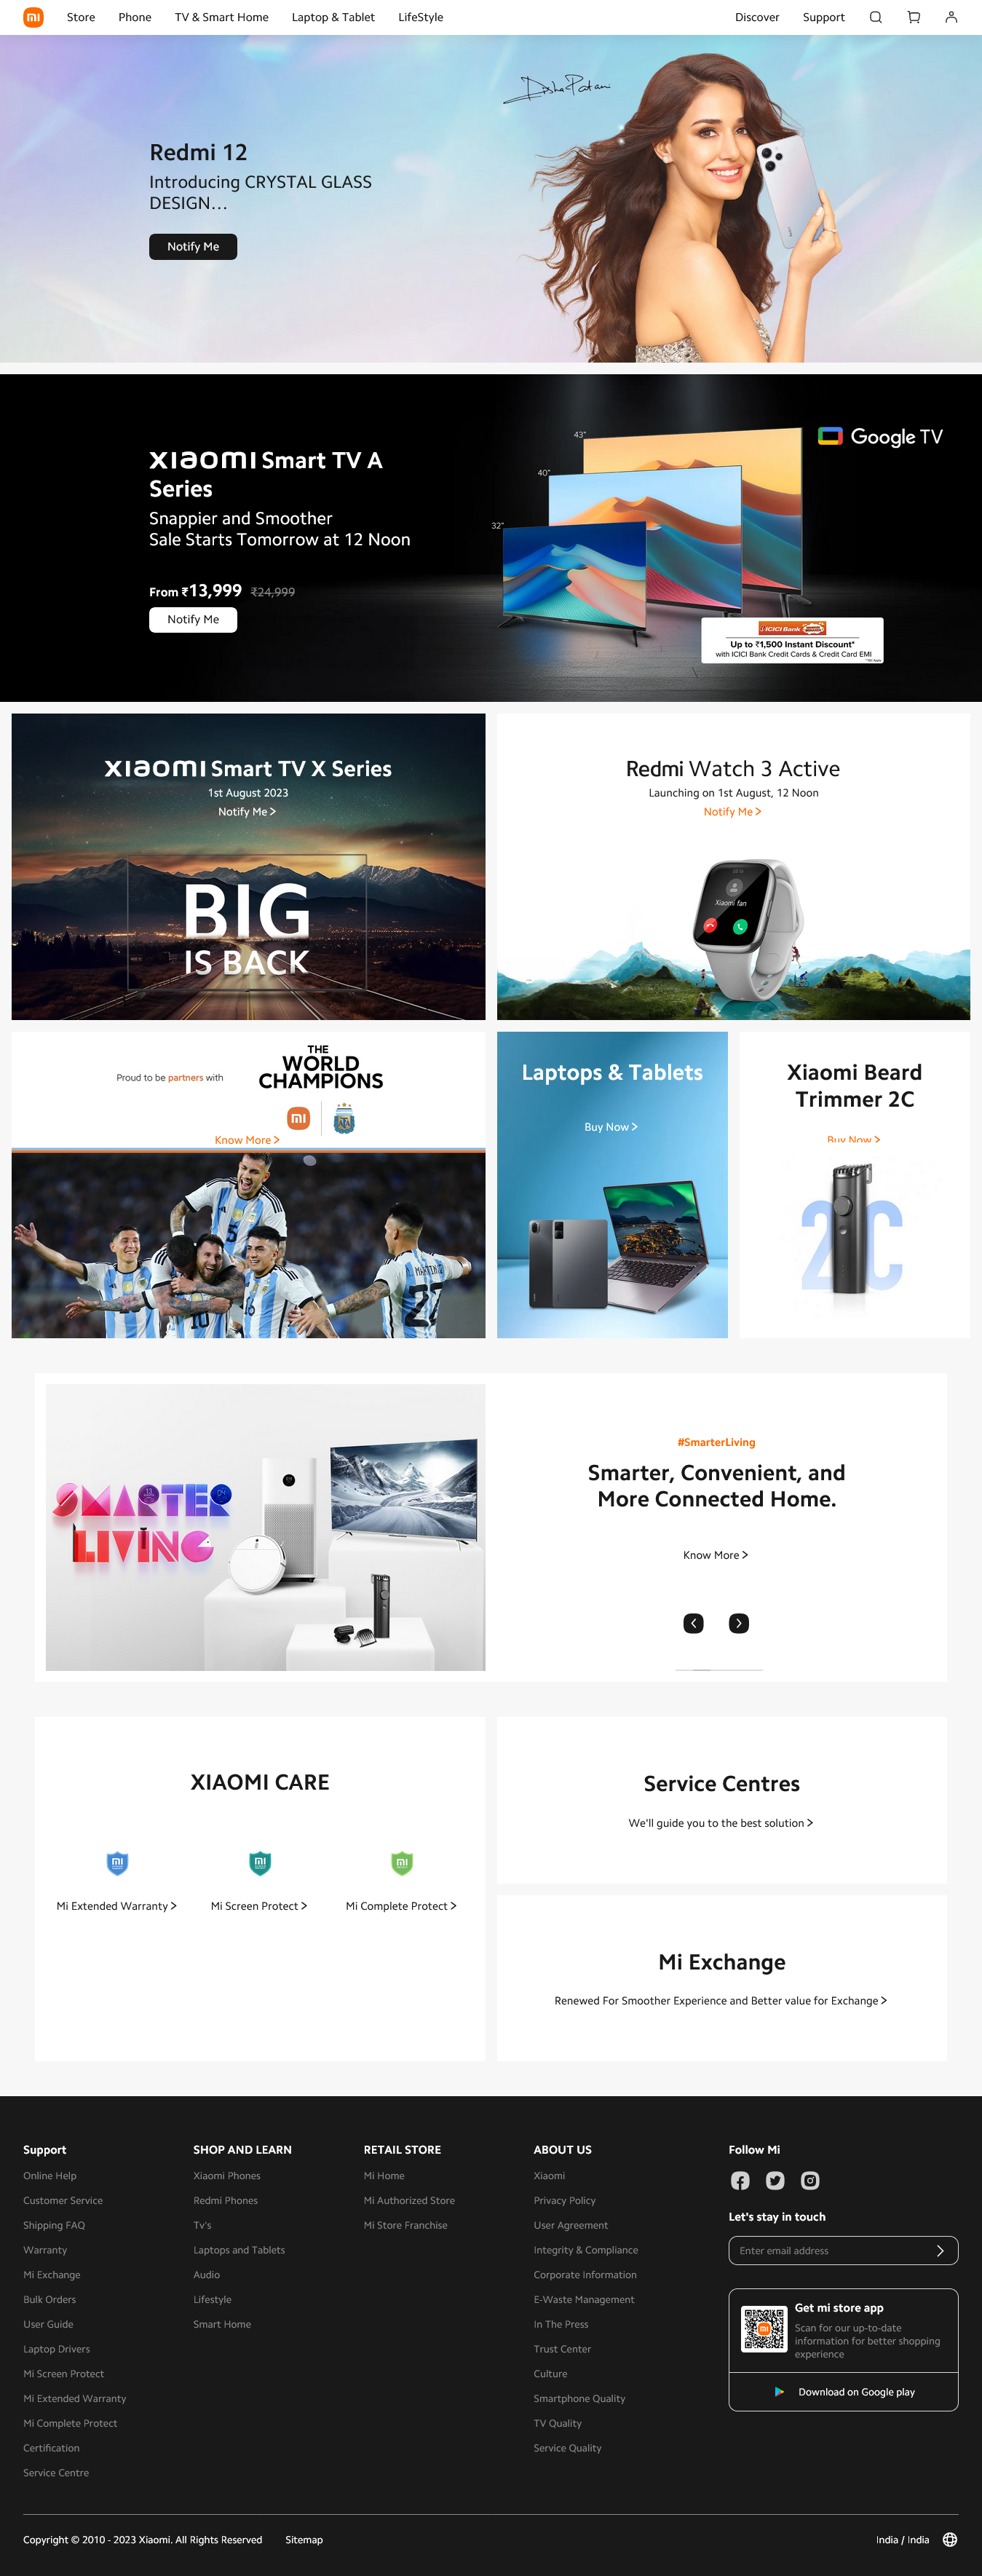 Store Phone TV & Smart Home Laptop & Tablet LifeStyle Discover Support
Disha Patani
Redmi 12
Introducing CRYSTAL GLASS
DESIGN...
Notify Me
Google TV
43"
40"
32"
xiaomi Smart TV A
Series
Snappier and Smoother
Sale Starts Tomorrow at 12 Noon
From ₹13,999 ₹24,999
Notify Me
ICICI Bank
Up to ₹1,500 Instant Discount*
with ICICI Bank Credit Cards & Credit Card EMI
xiaomi Smart TV X Series
1st August 2023
Notify Me >
BIG
IS BACK
Redmi Watch 3 Active
Launching on 1st August, 12 Noon
Notify Me >
Xiaomi fan
Proud to be partners with
THE
WORLD
CHAMPIONS
mi
AFA
Know More >
5
10
16
MARTINEZ
Laptops & Tablets
Buy Now >
Xiaomi Beard
Trimmer 2C
Buy Now >
2C
SMARTER
LIVING
#SmarterLiving
Smarter, Convenient, and
More Connected Home.
Know More >
XIAOMI CARE
Mi Extended Warranty >
Mi Screen Protect >
Mi Complete Protect >
Service Centres
We'll guide you to the best solution >
Mi Exchange
Renewed For Smoother Experience and Better value for Exchange >
Support
Online Help
Customer Service
Shipping FAQ
Warranty
Mi Exchange
Bulk Orders
User Guide
Laptop Drivers
Mi Screen Protect
Mi Extended Warranty
Mi Complete Protect
Certification
Service Centre
SHOP AND LEARN
Xiaomi Phones
Redmi Phones
Tv's
Laptops and Tablets
Audio
Lifestyle
Smart Home
RETAIL STORE
Mi Home
Mi Authorized Store
Mi Store Franchise
ABOUT US
Xiaomi
Privacy Policy
User Agreement
Integrity & Compliance
Corporate Information
E-Waste Management
In The Press
Trust Center
Culture
Smartphone Quality
TV Quality
Service Quality
Follow Mi
Let's stay in touch
Enter email address
Get mi store app
Scan for our up-to-date
information for better shopping
experience
Download on Google play
Copyright © 2010 - 2023 Xiaomi. All Rights Reserved Sitemap
India / India